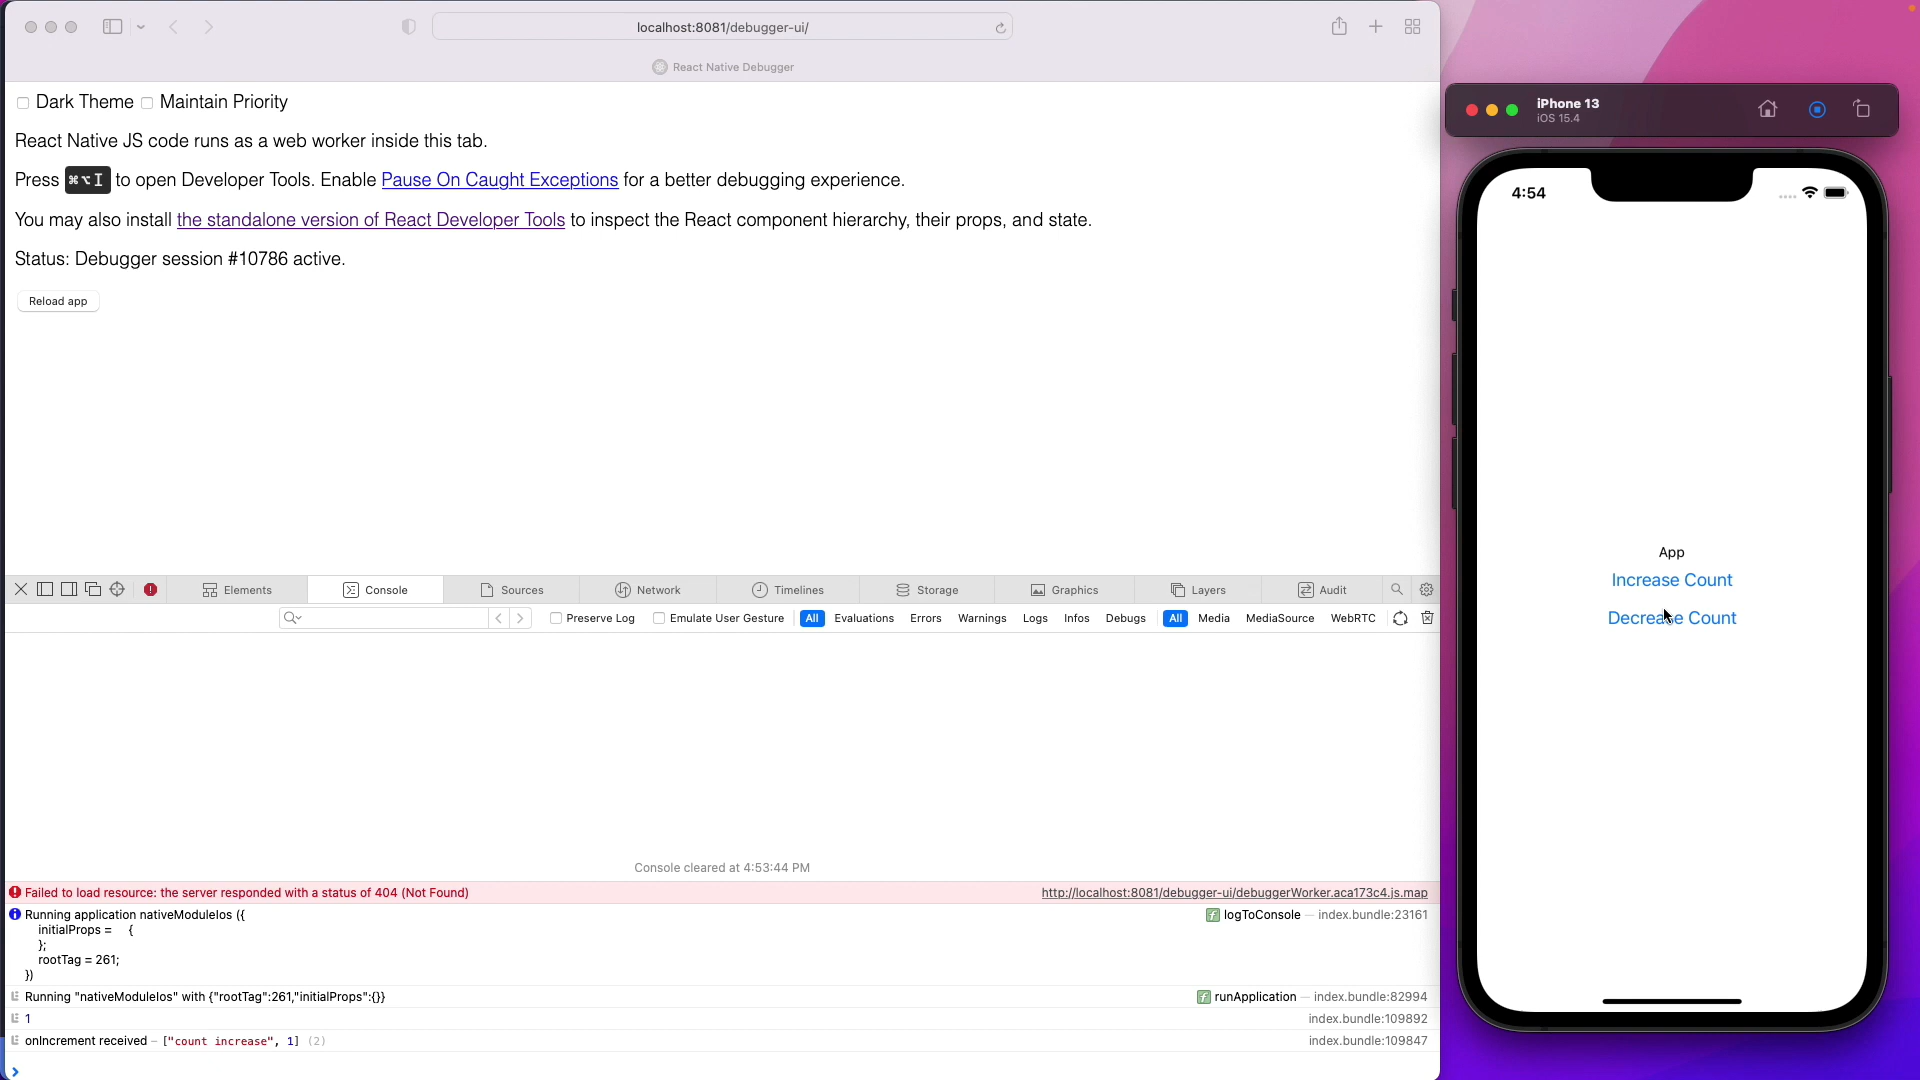 localhost:8081/debugger-ui/
React Native Debugger
Dark Theme Maintain Priority
React Native JS code runs as a web worker inside this tab.
Press ⌘⌥I to open Developer Tools. Enable Pause On Caught Exceptions for a better debugging experience.
You may also install the standalone version of React Developer Tools to inspect the React component hierarchy, their props, and state.
Status: Debugger session #10786 active.
Reload app
Elements Console Sources Network Timelines Storage Graphics Layers Audit
Preserve Log Emulate User Gesture All Evaluations Errors Warnings Logs Infos Debugs All Media MediaSource WebRTC
Console cleared at 4:53:44 PM
Failed to load resource: the server responded with a status of 404 (Not Found) http://localhost:8081/debugger-ui/debuggerWorker.aca173c4.js.map
Running application nativeModuleIos ({ logToConsole — index.bundle:23161
initialProps = {
};
rootTag = 261;
})
Running "nativeModuleIos" with {"rootTag":261,"initialProps":{}} runApplication — index.bundle:82994
1 index.bundle:109892
onIncrement received – ["count increase", 1] (2) index.bundle:109847
iPhone 13
iOS 15.4
4:54
App
Increase Count
Decrease Count